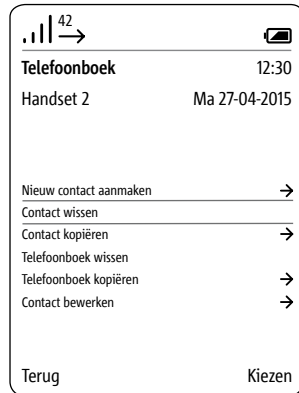 42
Telefoonboek 12:30
Handset 2 Ma 27-04-2015
Nieuw contact aanmaken
Contact wissen
Contact kopiëren
Telefoonboek wissen
Telefoonboek kopiëren
Contact bewerken
Terug Kiezen